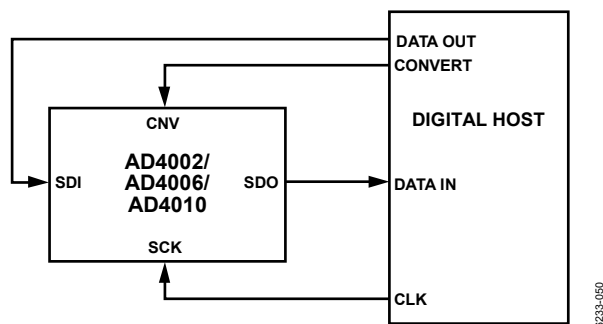 DATA OUT
CONVERT
CNV
DIGITAL HOST
AD4002/
AD4006/
AD4010
SDI
SDO
DATA IN
SCK
CLK